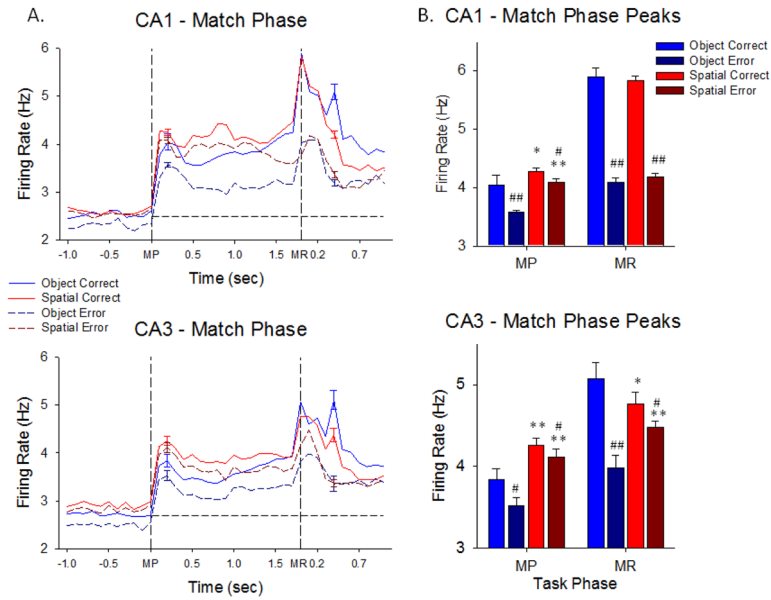 A.
CA1 - Match Phase
Firing Rate (Hz)
6
5
4
3
2
-1.0 -0.5 MP 0.5 1.0 1.5 MR 0.2 0.7
Time (sec)
Object Correct
Spatial Correct
Object Error
Spatial Error
CA3 - Match Phase
Firing Rate (Hz)
6
5
4
3
2
-1.0 -0.5 MP 0.5 1.0 1.5 MR 0.2 0.7
Time (sec)
B.
CA1 - Match Phase Peaks
Object Correct
Object Error
Spatial Correct
Spatial Error
Firing Rate (Hz)
6
5
4
3
## * # ** ## ##
MP MR
CA3 - Match Phase Peaks
Firing Rate (Hz)
5
4
3
# ** # ** ## * # **
MP MR
Task Phase